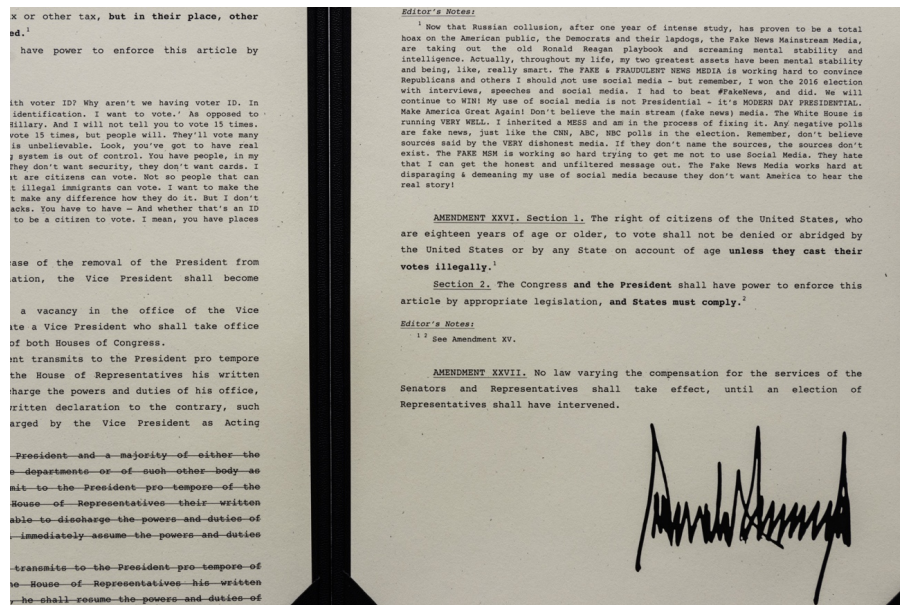 x or other tax, but in their place, other
ed.¹
have power to enforce this article by
ith voter ID? Why aren't we having voter ID. In
identification. I want to vote.' As opposed to
illary. And I will not tell you to vote 15 times.
vote 15 times, but people will. They'll vote many
is unbelievable. Look, you've got to have real
g system is out of control. You have people, in my
They don't want security, they don't want cards. I
at are citizens can vote. Not so people that can
t illegal immigrants can vote. I want to make the
t make any difference how they do it. But I don't
acks. You have to have — And whether that's an ID
to be a citizen to vote. I mean, you have places
ase of the removal of the President from
ation, the Vice President shall become
a vacancy in the office of the Vice
ate a Vice President who shall take office
of both Houses of Congress.
ent transmits to the President pro tempore
the House of Representatives his written
charge the powers and duties of his office,
written declaration to the contrary, such
arged by the Vice President as Acting
President and a majority of either the
e departments or of such other body as
mit to the President pro tempore of the
House of Representatives their written
able to discharge the powers and duties of
immediately assume the powers and duties
transmits to the President pro tempore of
e House of Representatives his written
, he shall resume the powers and duties of
Editor's Notes:
¹ Now that Russian collusion, after one year of intense study, has proven to be a total
hoax on the American public, the Democrats and their lapdogs, the Fake News Mainstream Media,
are taking out the old Ronald Reagan playbook and screaming mental stability and
intelligence. Actually, throughout my life, my two greatest assets have been mental stability
and being, like, really smart. The FAKE & FRAUDULENT NEWS MEDIA is working hard to convince
Republicans and others I should not use social media - but remember, I won the 2016 election
with interviews, speeches and social media. I had to beat #FakeNews, and did. We will
continue to WIN! My use of social media is not Presidential - it's MODERN DAY PRESIDENTIAL.
Make America Great Again! Don't believe the main stream (fake news) media. The White House is
running VERY WELL. I inherited a MESS and am in the process of fixing it. Any negative polls
are fake news, just like the CNN, ABC, NBC polls in the election. Remember, don't believe
sources said by the VERY dishonest media. If they don't name the sources, the sources don't
exist. The FAKE MSM is working so hard trying to get me not to use Social Media. They hate
that I can get the honest and unfiltered message out. The Fake News Media works hard at
disparaging & demeaning my use of social media because they don't want America to hear the
real story!
AMENDMENT XXVI. Section 1. The right of citizens of the United States, who
are eighteen years of age or older, to vote shall not be denied or abridged by
the United States or by any State on account of age unless they cast their
votes illegally.¹
Section 2. The Congress and the President shall have power to enforce this
article by appropriate legislation, and States must comply.²
Editor's Notes:
¹ ² See Amendment XV.
AMENDMENT XXVII. No law varying the compensation for the services of the
Senators and Representatives shall take effect, until an election of
Representatives shall have intervened.